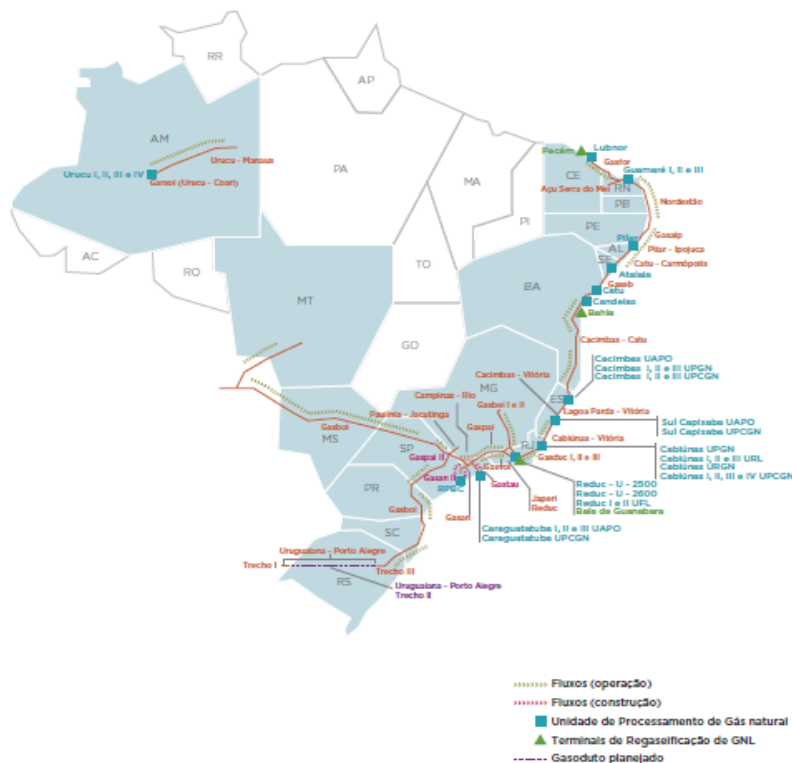 RR
AP
AM
Urucu - Manaus
Urucu I, II, III e IV
Garsol (Urucu - Coari)
PA
MA
Pecém
Lubnor
Gasfor
Guamaré I, II e III
CE
Açu Serra do Mel
RN
PB
Nordestão
PI
PE
Gasalp
Pilar
AL
Pilar - Ipojuca
SE
Catu - Carmópolis
Atalaia
Gaseb
AC
RO
TO
BA
Catu
Candeias
Bahia
MT
GO
Cacimbas - Catu
Cacimbas UAPO
Cacimbas I, II e III UPGN
Cacimbas I, II e III UPCGN
Cacimbas - Vitória
MG
Campinas - Rio
Gasbel I e II
ES
Lagoa Parda - Vitória
Paulínia - Jacutinga
Gasbol
Gaspal
Sul Capixaba UAPO
Sul Capixaba UPCGN
MS
SP
RJ
Cabiúnas - Vitória
Gaspal II
Gasvol
Gasduc I, II e III
Cabiúnas UPGN
Cabiúnas I, II e III URL
Cabiúnas URGN
Cabiúnas I, II, III e IV UPCGN
Gasan II
RPBC
Gastau
PR
Reduc - U - 2500
Reduc - U - 2600
Reduc I e II UFL
Baía de Guanabara
Japeri
Reduc
Gasbol
Gasan
SC
Caraguatatuba I, II e III UAPO
Caraguatatuba UPCGN
Uruguaiana - Porto Alegre
Trecho I
Trecho III
RS
Uruguaiana - Porto Alegre
Trecho II
Fluxos (operação)
Fluxos (construção)
Unidade de Processamento de Gás natural
Terminais de Regaseificação de GNL
Gasoduto planejado